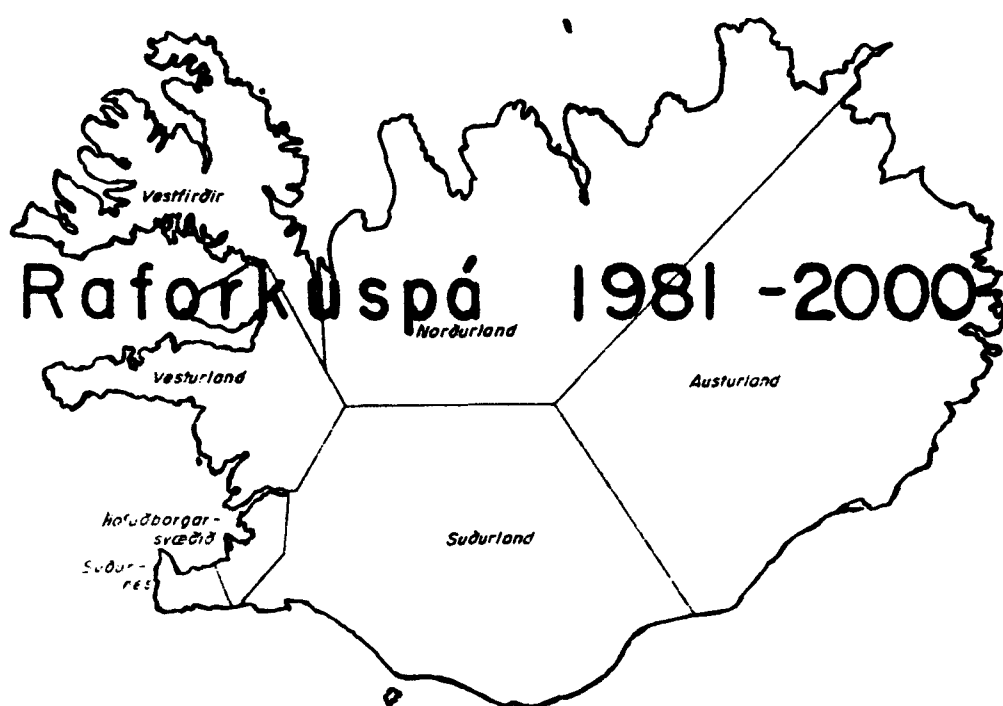 Vestfirðir
Raforkuspá 1981-2000
Norðurland
Vesturland
Austurland
Höfuðborgar-
svæðið
Suðurland
Suður-
nes